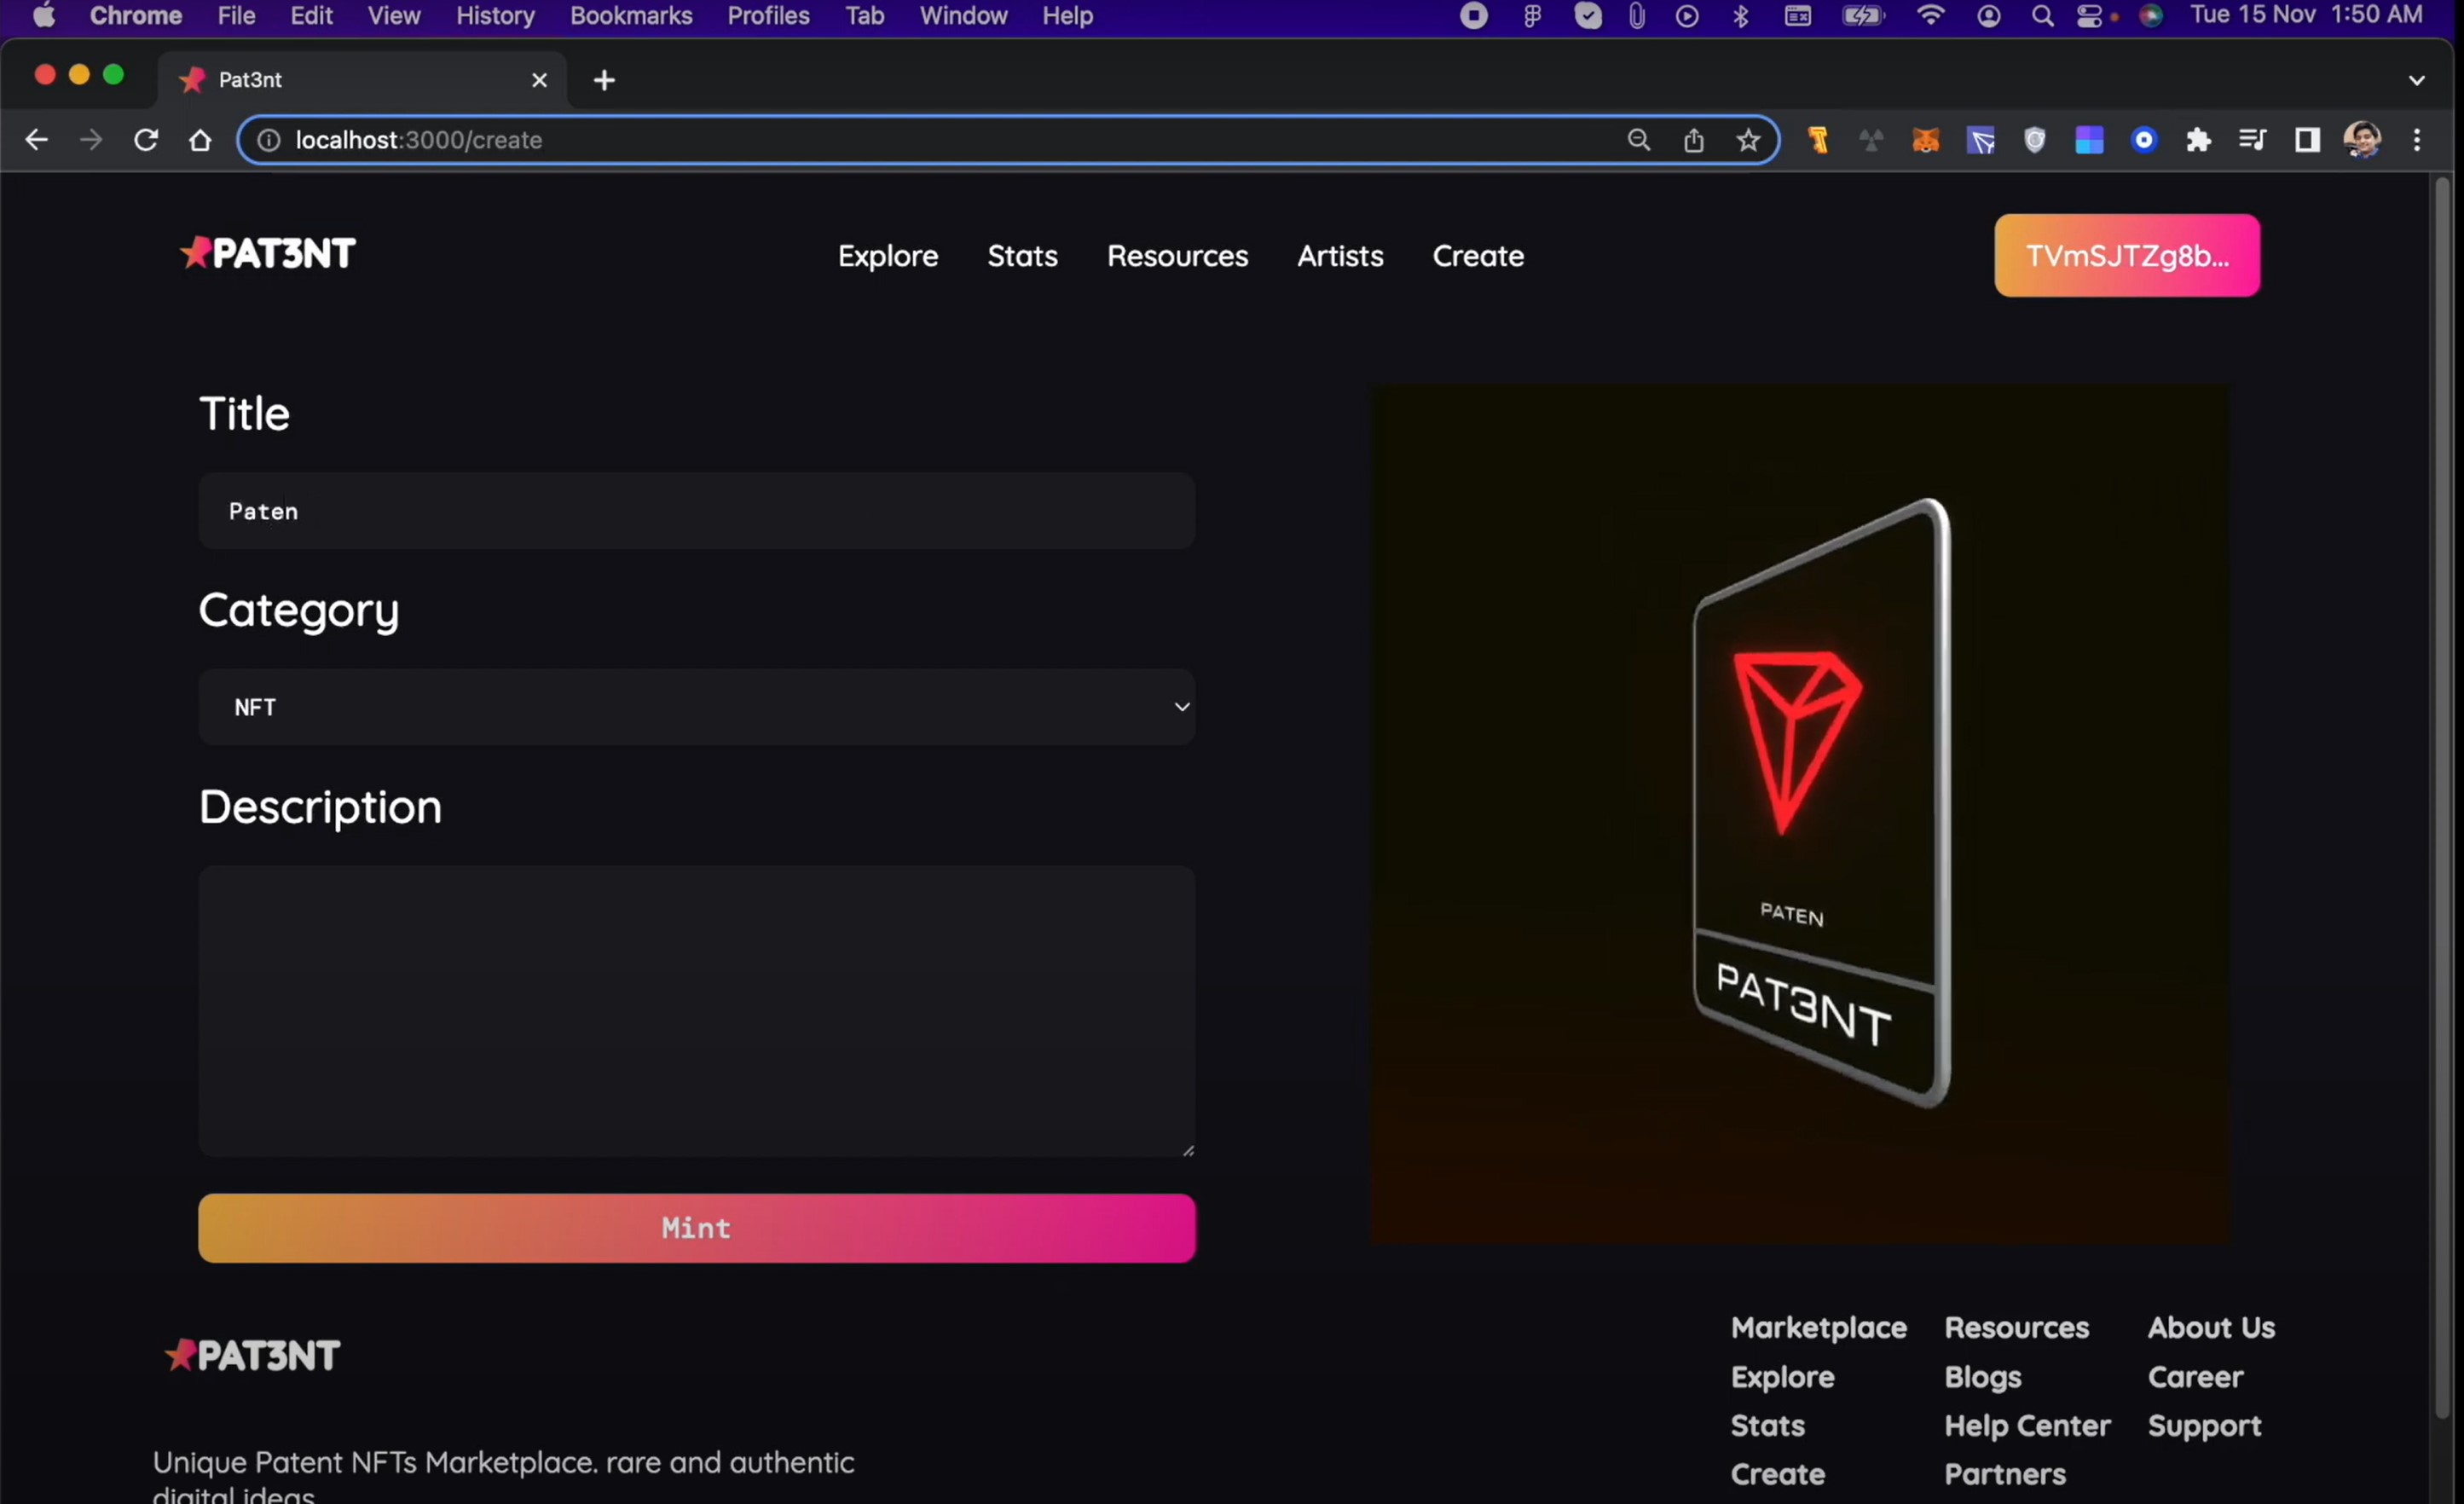 Chrome File Edit View History Bookmarks Profiles Tab Window Help Tue 15 Nov 1:50 AM
Pat3nt
localhost:3000/create
PAT3NT Explore Stats Resources Artists Create TVmSJTZg8b...
Title
Paten
Category
NFT
Description
PATEN
PAT3NT
Mint
Marketplace Resources About Us
PAT3NT
Explore Blogs Career
Stats Help Center Support
Unique Patent NFTs Marketplace. rare and authentic
Create Partners
digital ideas